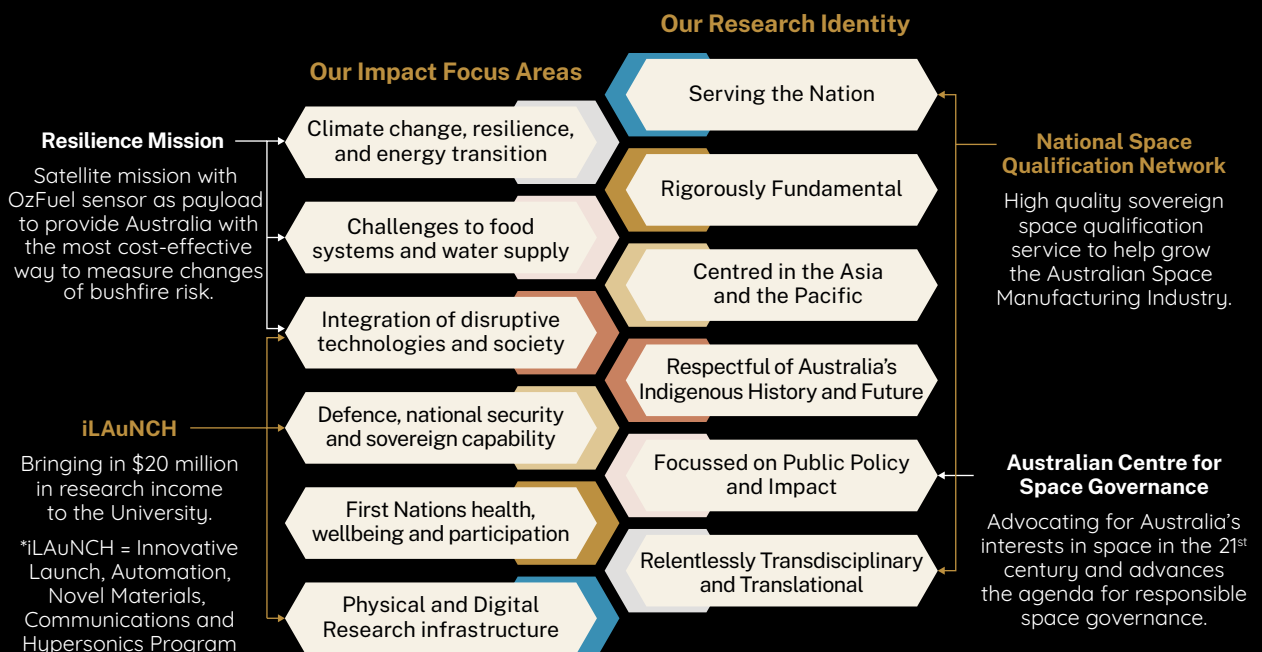 Our Research Identity
Our Impact Focus Areas
Resilience Mission
Satellite mission with
OzFuel sensor as payload
to provide Australia with
the most cost-effective
way to measure changes
of bushfire risk.
iLAuNCH
Bringing in $20 million
in research income
to the University.
*iLAuNCH = Innovative
Launch, Automation,
Novel Materials,
Communications and
Hypersonics Program
Climate change, resilience,
and energy transition
Challenges to food
systems and water supply
Integration of disruptive
technologies and society
Defence, national security
and sovereign capability
First Nations health,
wellbeing and participation
Physical and Digital
Research infrastructure
Serving the Nation
Rigorously Fundamental
Centred in the Asia
and the Pacific
Respectful of Australia’s
Indigenous History and Future
Focussed on Public Policy
and Impact
Relentlessly Transdisciplinary
and Translational
National Space
Qualification Network
High quality sovereign
space qualification
service to help grow
the Australian Space
Manufacturing Industry.
Australian Centre for
Space Governance
Advocating for Australia’s
interests in space in the 21st
century and advances
the agenda for responsible
space governance.